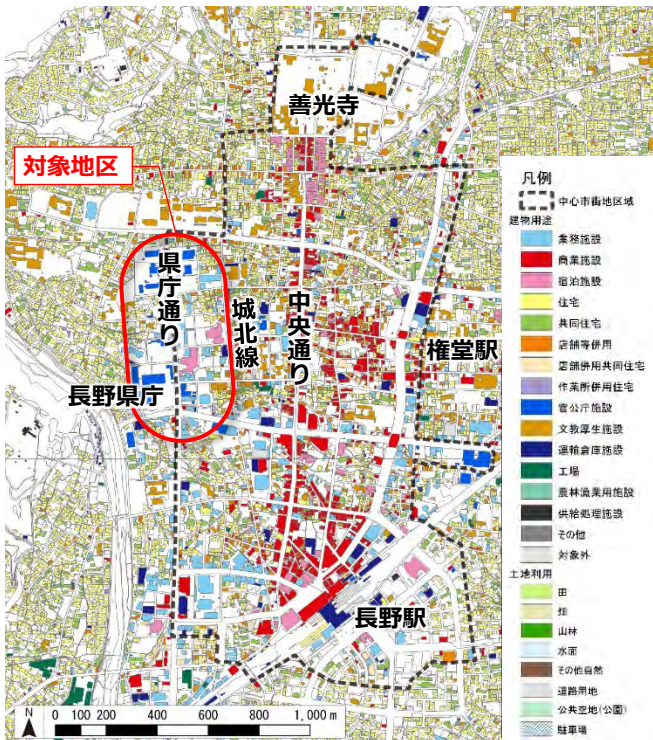 善光寺
対象地区
県庁通り
城北線
中央通り
権堂駅
長野県庁
長野駅
凡例
中心市街地区域
建物用途
業務施設
商業施設
宿泊施設
住宅
共同住宅
店舗等併用
店舗併用共同住宅
作業所併用住宅
官公庁施設
文教厚生施設
運輸倉庫施設
工場
農林漁業用施設
供給処理施設
その他
対象外
土地利用
田
畑
山林
水面
その他自然
道路用地
公共空地(公園)
駐車場
N
0 100 200 400 600 800 1,000 m